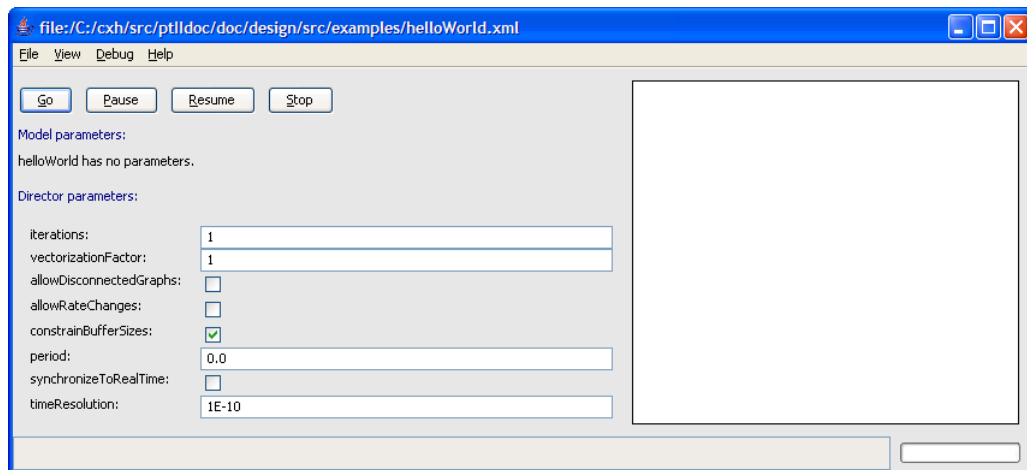 file:/C:/cxh/src/ptIIdoc/doc/design/src/examples/helloWorld.xml
File View Debug Help
Go Pause Resume Stop
Model parameters:
helloWorld has no parameters.
Director parameters:
iterations: 1
vectorizationFactor: 1
allowDisconnectedGraphs:
allowRateChanges:
constrainBufferSizes:
period: 0.0
synchronizeToRealTime:
timeResolution: 1E-10